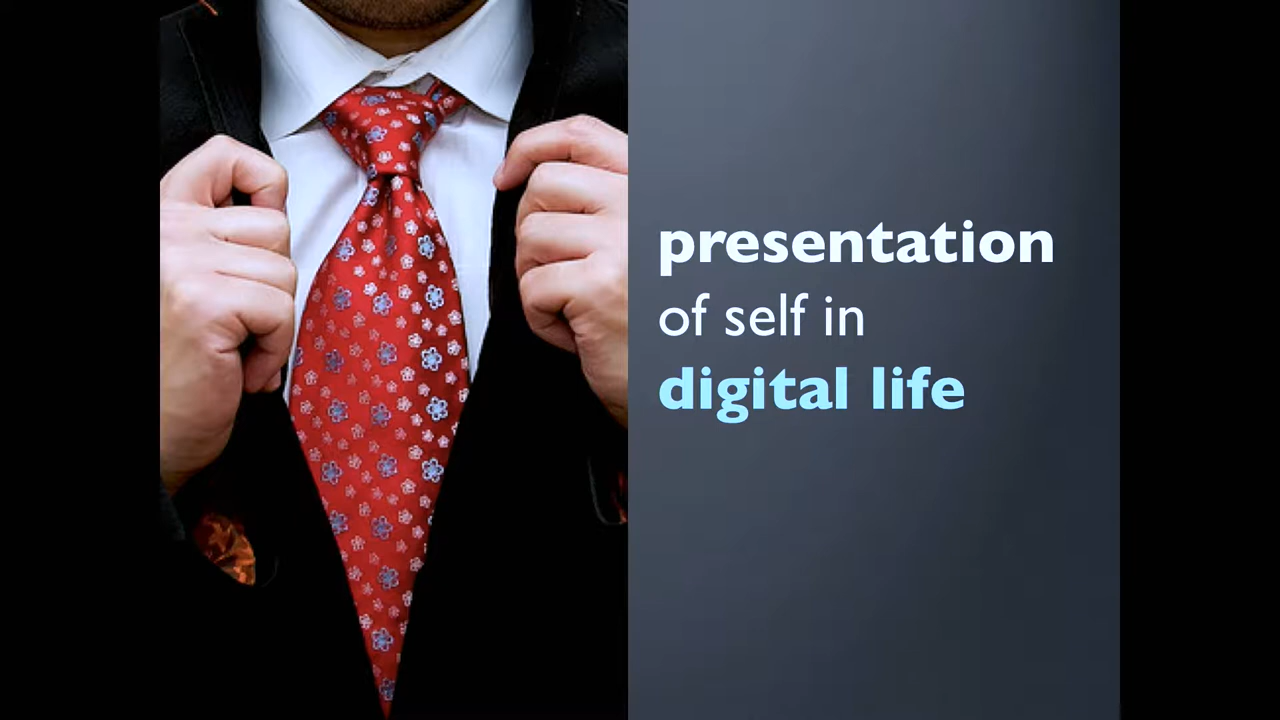 presentation
of self in
digital life